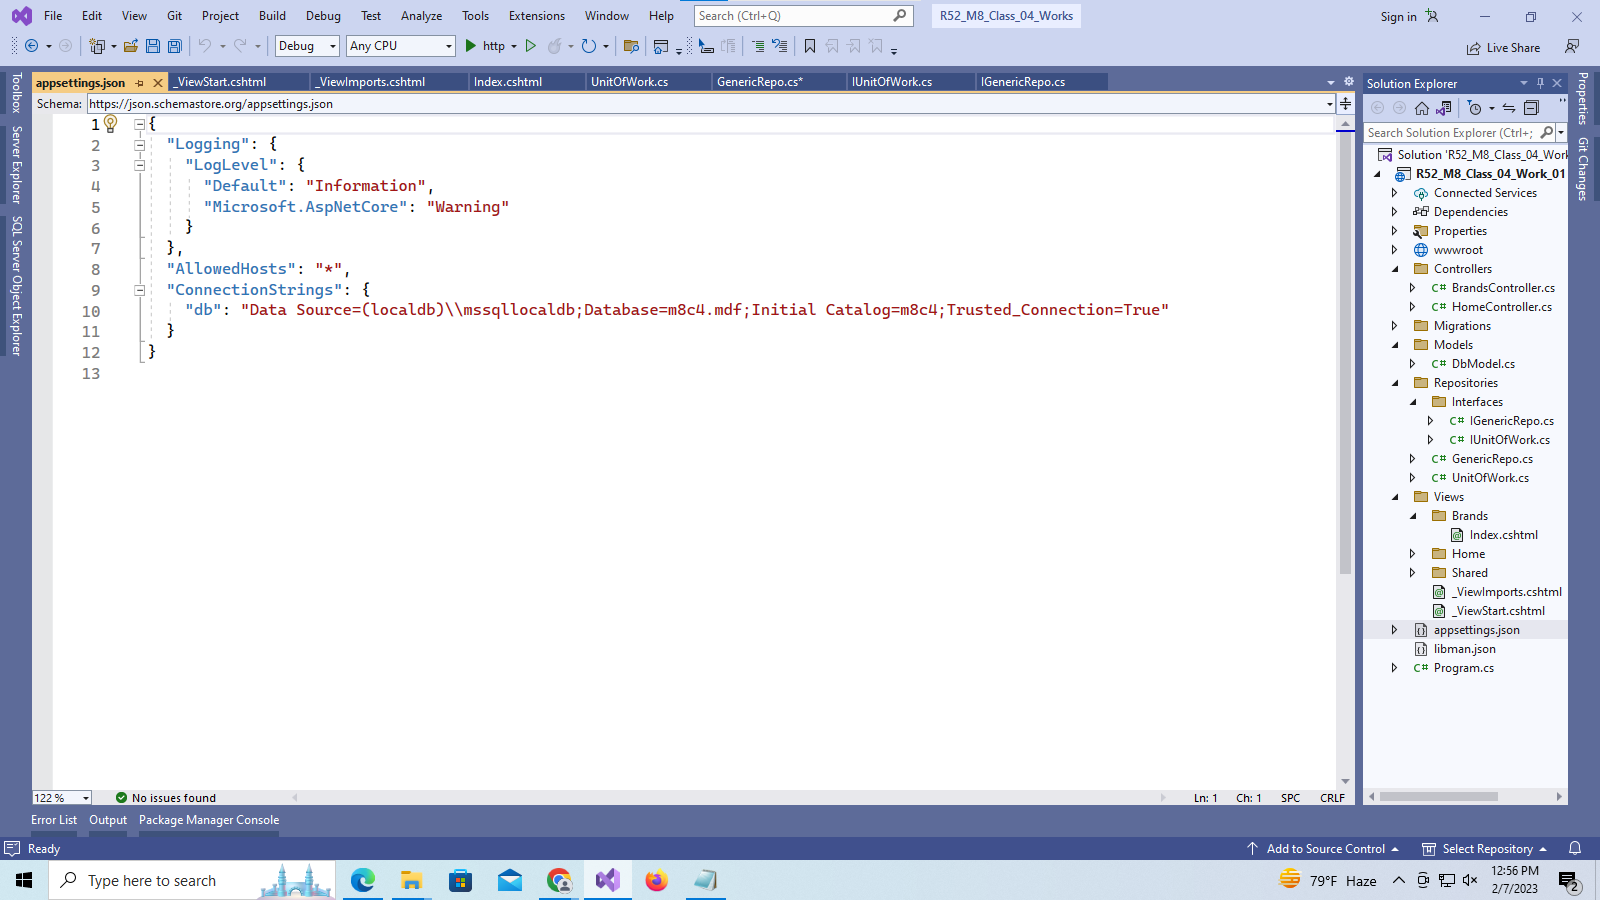 File Edit View Git Project Build Debug Test Analyze Tools Extensions Window Help Search (Ctrl+Q) R52_M8_Class_04_Works Sign in
Debug Any CPU http Live Share
appsettings.json _ViewStart.cshtml _ViewImports.cshtml Index.cshtml UnitOfWork.cs GenericRepo.cs* IUnitOfWork.cs IGenericRepo.cs
Schema: https://json.schemastore.org/appsettings.json
Toolbox
Server Explorer
SQL Server Object Explorer
1 {
2 "Logging": {
3 "LogLevel": {
4 "Default": "Information",
5 "Microsoft.AspNetCore": "Warning"
6 }
7 },
8 "AllowedHosts": "*",
9 "ConnectionStrings": {
10 "db": "Data Source=(localdb)\\mssqllocaldb;Database=m8c4.mdf;Initial Catalog=m8c4;Trusted_Connection=True"
11 }
12 }
13
122 % No issues found Ln: 1 Ch: 1 SPC CRLF
Solution Explorer
Search Solution Explorer (Ctrl+;
Solution 'R52_M8_Class_04_Work
R52_M8_Class_04_Work_01
Connected Services
Dependencies
Properties
wwwroot
Controllers
C# BrandsController.cs
C# HomeController.cs
Migrations
Models
C# DbModel.cs
Repositories
Interfaces
C# IGenericRepo.cs
C# IUnitOfWork.cs
C# GenericRepo.cs
C# UnitOfWork.cs
Views
Brands
Index.cshtml
Home
Shared
_ViewImports.cshtml
_ViewStart.cshtml
appsettings.json
libman.json
C# Program.cs
Properties
Git Changes
Error List Output Package Manager Console
Ready Add to Source Control Select Repository
Type here to search 79°F Haze 12:56 PM
2/7/2023 2